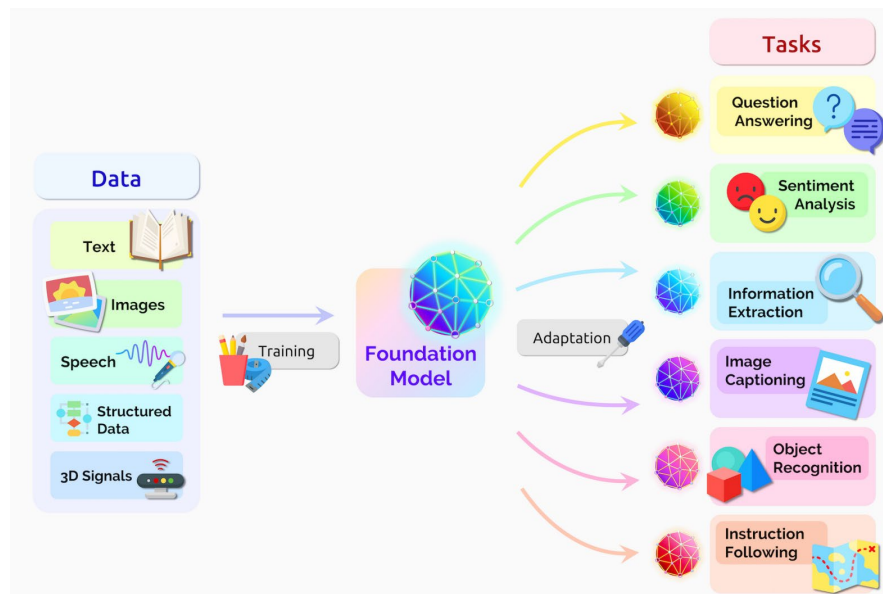 Data
Text
Images
Speech
Structured
Data
3D Signals
Training
Foundation
Model
Adaptation
Tasks
Question
Answering
?
Sentiment
Analysis
Information
Extraction
Image
Captioning
Object
Recognition
Instruction
Following